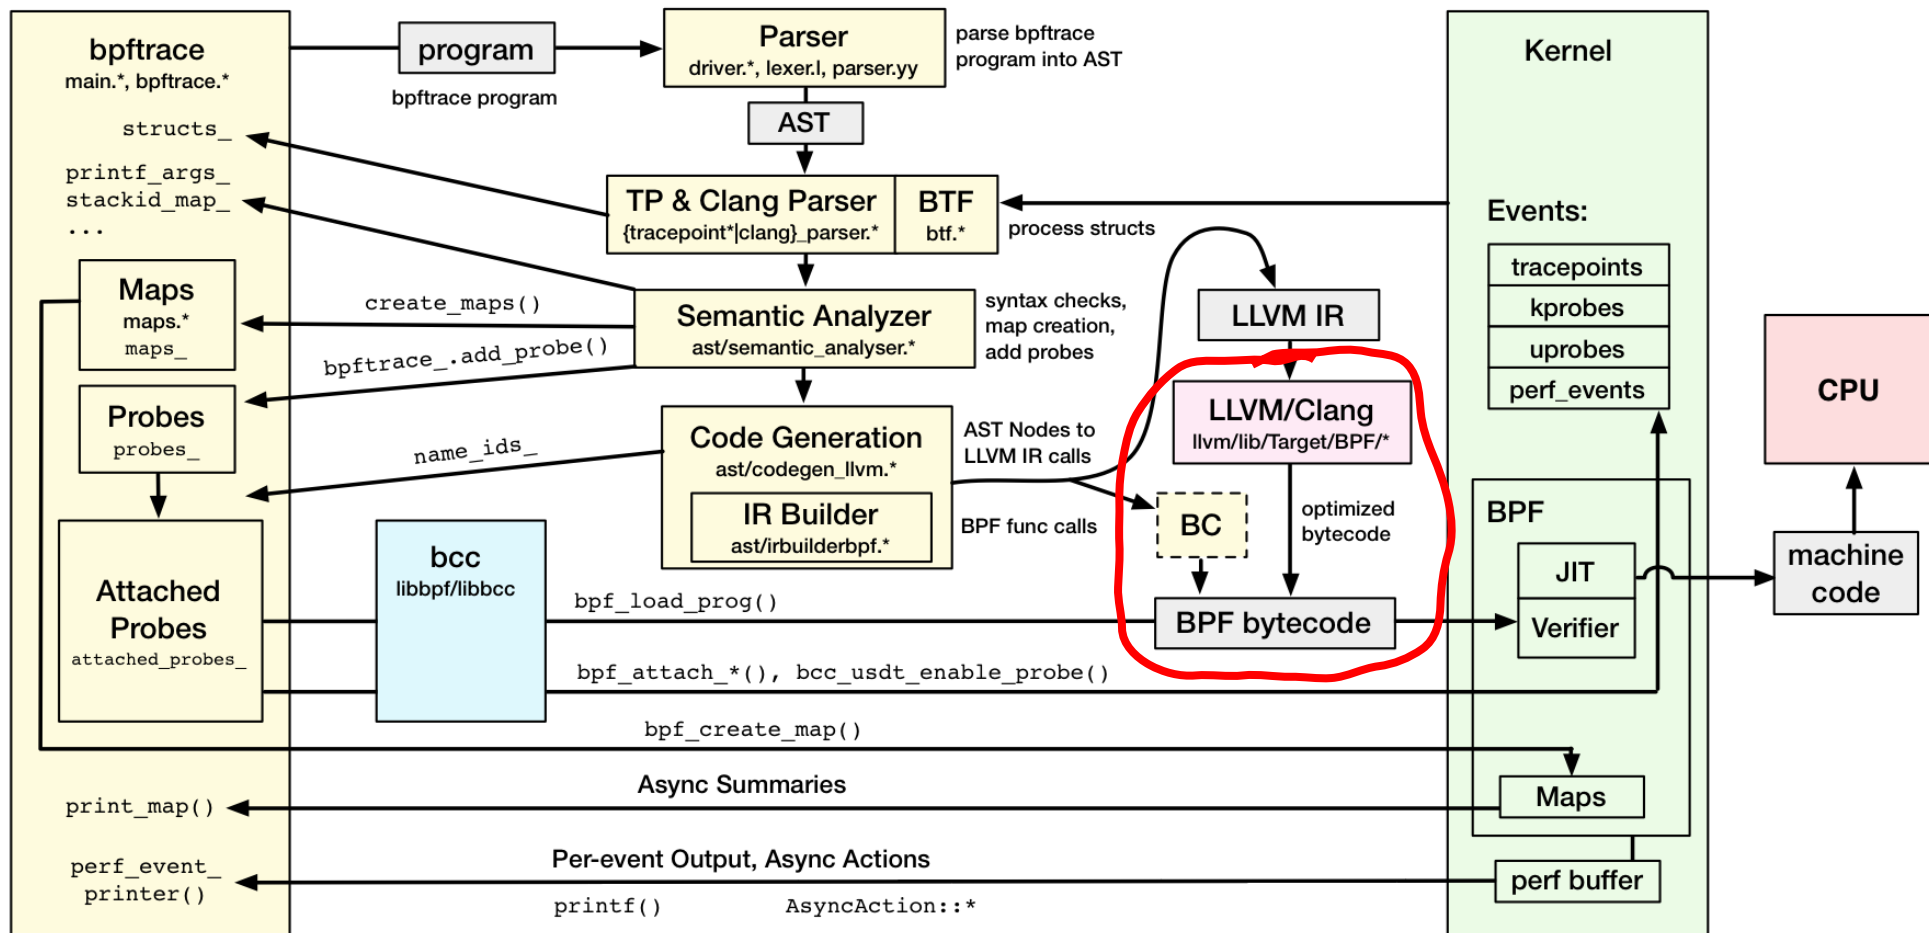 bpftrace
main.*, bpftrace.*
structs_
printf_args_
stackid_map_
...
Maps
maps.*
maps_
Probes
probes_
Attached
Probes
attached_probes_
print_map()
perf_event_
printer()
program
bpftrace program
Parser
driver.*, lexer.l, parser.yy
parse bpftrace
program into AST
AST
TP & Clang Parser
{tracepoint*|clang}_parser.*
BTF
btf.*
process structs
create_maps()
Semantic Analyzer
ast/semantic_analyser.*
syntax checks,
map creation,
add probes
bpftrace_.add_probe()
name_ids_
Code Generation
ast/codegen_llvm.*
IR Builder
ast/irbuilderbpf.*
AST Nodes to
LLVM IR calls
BPF func calls
LLVM IR
LLVM/Clang
llvm/lib/Target/BPF/*
BC
optimized
bytecode
BPF bytecode
bcc
libbpf/libbcc
bpf_load_prog()
bpf_attach_*(), bcc_usdt_enable_probe()
bpf_create_map()
Async Summaries
Per-event Output, Async Actions
printf()
AsyncAction::*
Kernel
Events:
tracepoints
kprobes
uprobes
perf_events
BPF
JIT
Verifier
Maps
perf buffer
CPU
machine
code